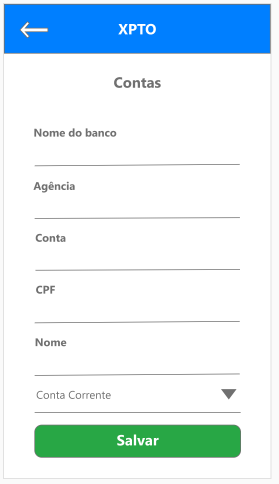 XPTO
Contas
Nome do banco
Agência
Conta
CPF
Nome
Conta Corrente
Salvar